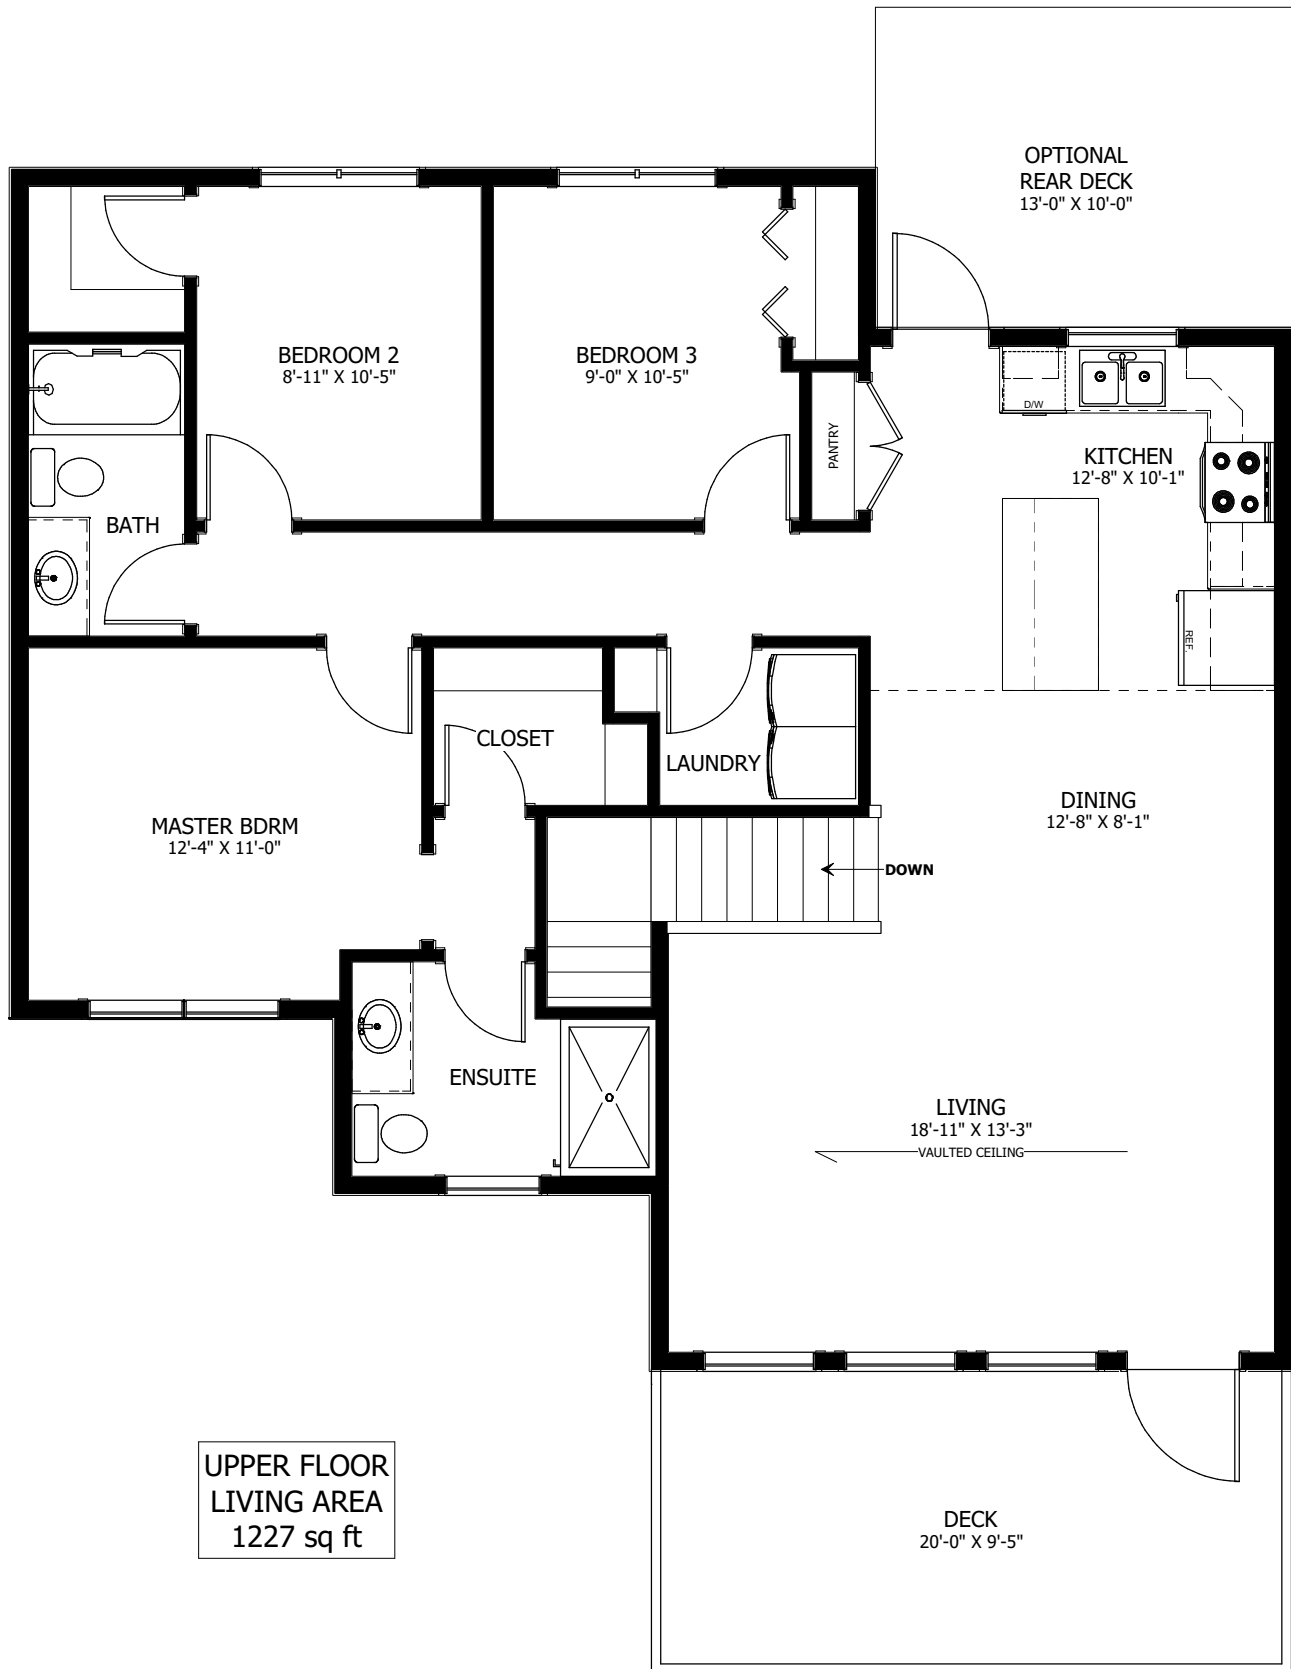 OPTIONAL
REAR DECK
13'-0" X 10'-0"
BEDROOM 2
8'-11" X 10'-5"
BEDROOM 3
9'-0" X 10'-5"
D/W
PANTRY
KITCHEN
12'-8" X 10'-1"
BATH
REF.
CLOSET
LAUNDRY
MASTER BDRM
12'-4" X 11'-0"
DINING
12'-8" X 8'-1"
DOWN
ENSUITE
LIVING
18'-11" X 13'-3"
VAULTED CEILING
UPPER FLOOR
LIVING AREA
1227 sq ft
DECK
20'-0" X 9'-5"